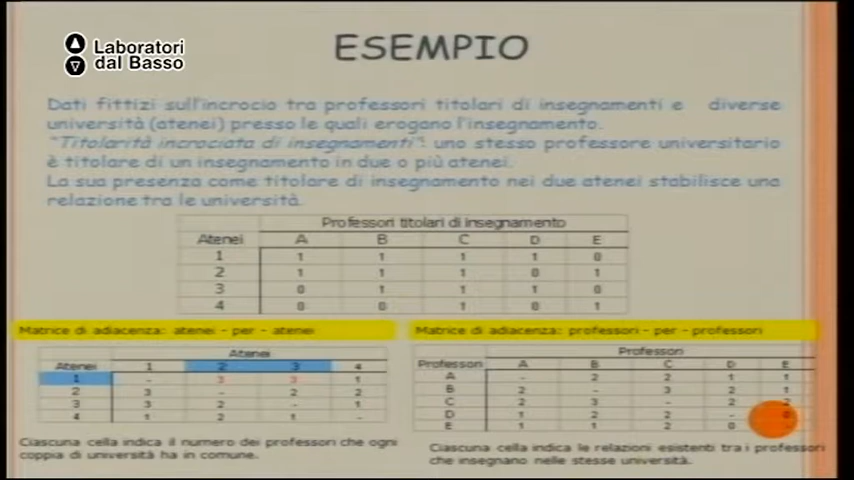 Laboratori
dal Basso
ESEMPIO
Dati fittizi sull'incrocio tra professori titolari di insegnamenti e diverse
università (atenei) presso le quali erogano l'insegnamento.
"Titolarità incrociata di insegnamenti": uno stesso professore universitario
è titolare di un insegnamento in due o più atenei.
La sua presenza come titolare di insegnamento nei due atenei stabilisce una
relazione tra le università.
Professori titolari di insegnamento
Atenei A B C D E
1 1 1 1 1 0
2 1 1 1 0 1
3 0 1 1 1 0
4 0 0 1 0 1
Matrice di adiacenza: atenei - per - atenei
Atenei
Atenei 1 2 3 4
1 - 3 3 1
2 3 - 2 2
3 3 2 - 1
4 1 2 1 -
Ciascuna cella indica il numero dei professori che ogni
coppia di università ha in comune.
Matrice di adiacenza: professori - per - professori
Professori
Professori A B C D E
A - 2 2 1 1
B 2 - 3 2 1
C 2 3 - 2 2
D 1 2 2 - 0
E 1 1 2 0
Ciascuna cella indica le relazioni esistenti tra i professori
che insegnano nelle stesse università.